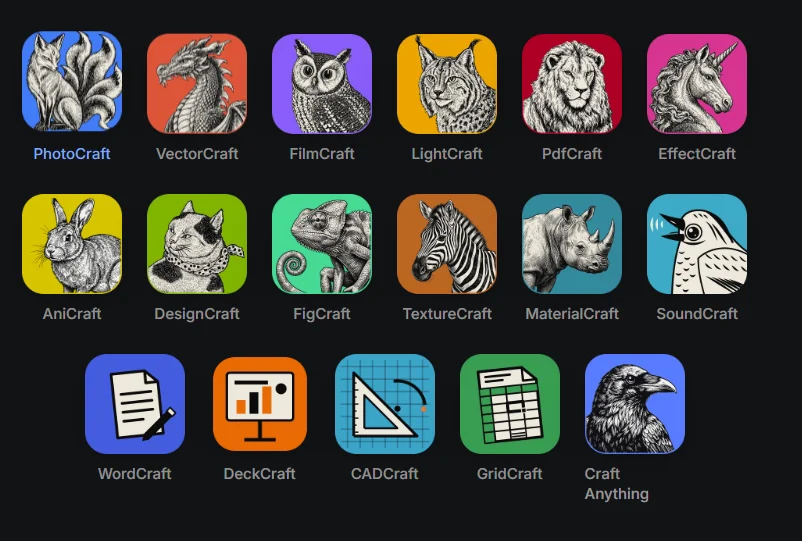 PhotoCraft VectorCraft FilmCraft LightCraft PdfCraft EffectCraft
AniCraft DesignCraft FigCraft TextureCraft MaterialCraft SoundCraft
WordCraft DeckCraft CADCraft GridCraft Craft
Anything